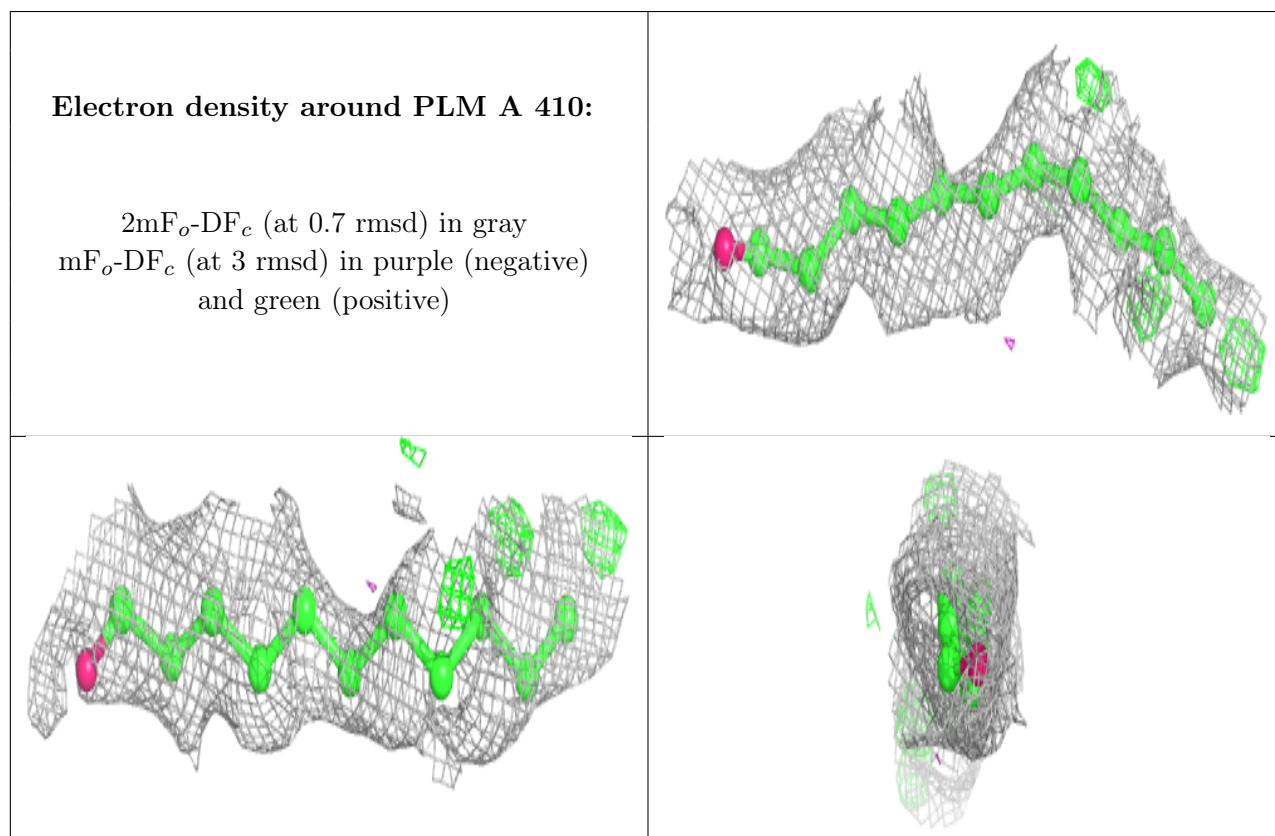 Electron density around PLM A 410:
2mFₒ-DF𝒸 (at 0.7 rmsd) in gray
mFₒ-DF𝒸 (at 3 rmsd) in purple (negative)
and green (positive)